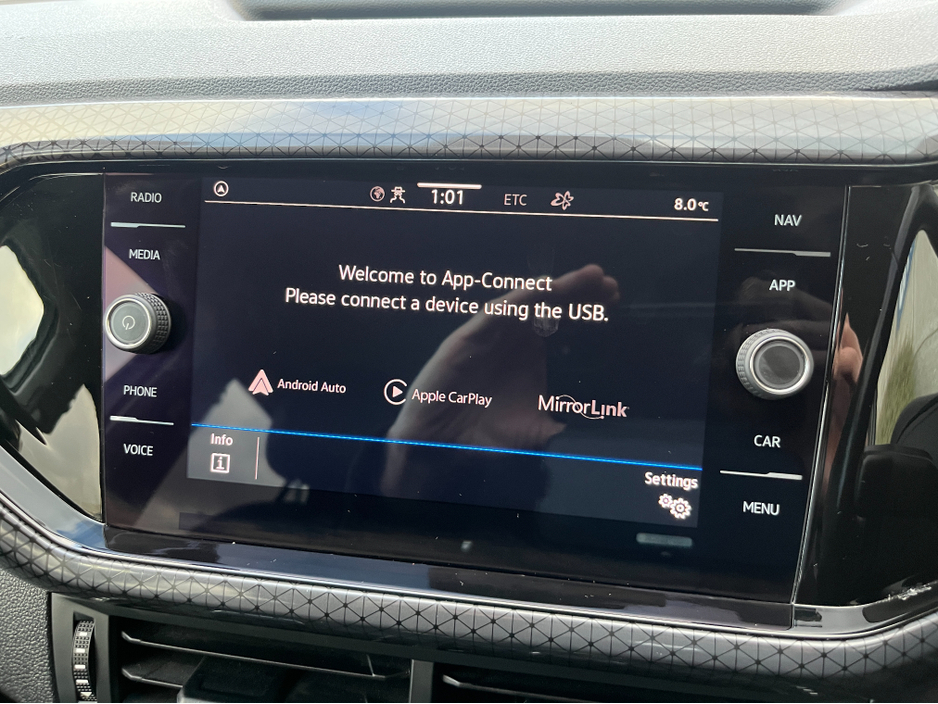 RADIO
MEDIA
PHONE
VOICE
1:01
ETC
8.0°C
Welcome to App-Connect
Please connect a device using the USB.
Android Auto
Apple CarPlay
MirrorLink
Info
i
Settings
NAV
APP
CAR
MENU